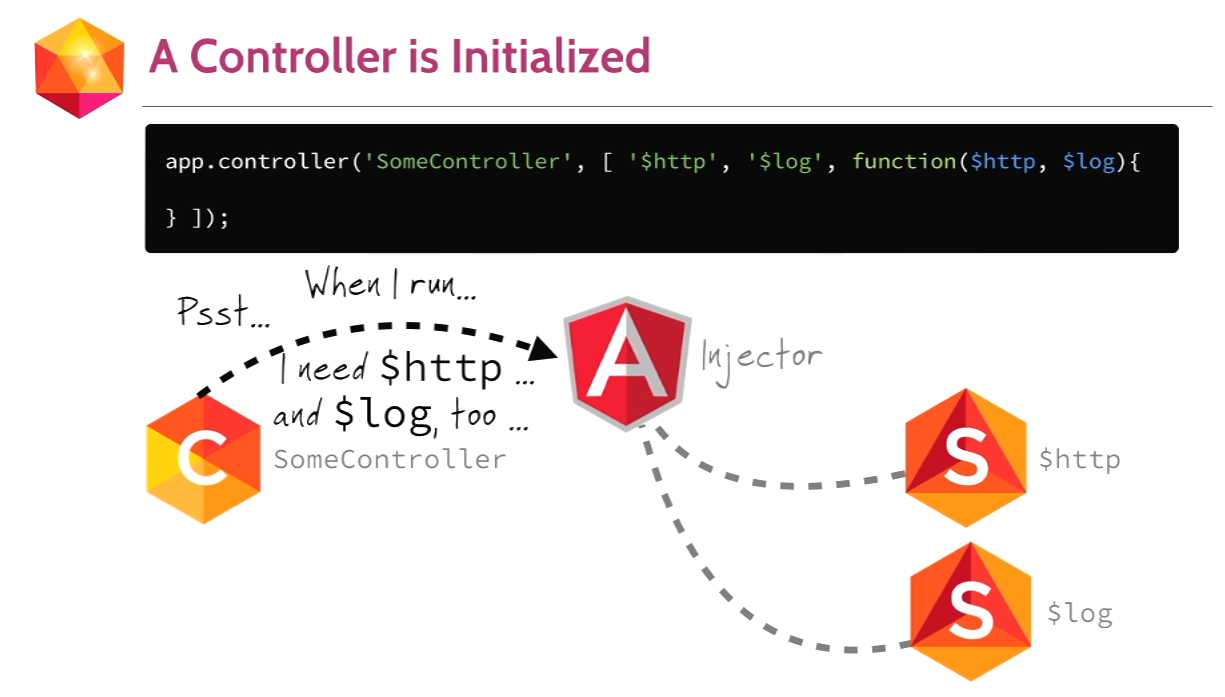 A Controller is Initialized
app.controller('SomeController', [ '$http', '$log', function($http, $log){
} ]);
Psst...
When I run...
I need $http ...
and $log, too ...
SomeController
C
A
Injector
S
$http
S
$log